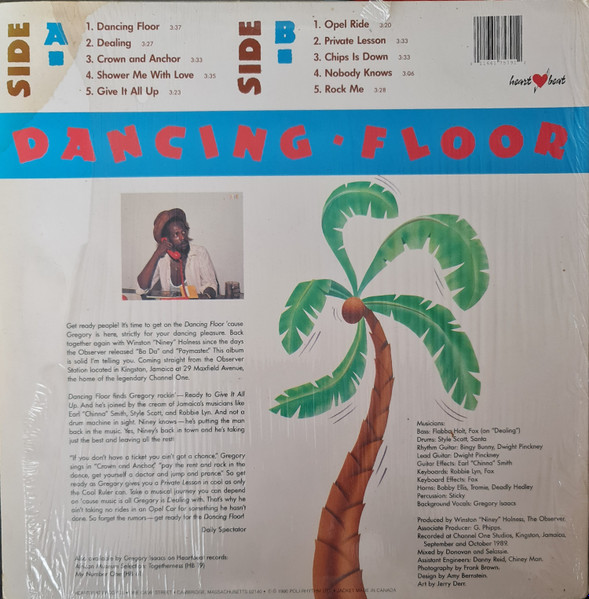 SIDE A
1. Dancing Floor 3:37
2. Dealing 3:27
3. Crown and Anchor 3:33
4. Shower Me With Love 3:35
5. Give It All Up 3:23
SIDE B
1. Opel Ride 3:20
2. Private Lesson 3:33
3. Chips Is Down 3:33
4. Nobody Knows 3:06
5. Rock Me 3:28
heart beat
DANCING · FLOOR
Get ready people! It's time to get on the Dancing Floor 'cause
Gregory is here, strictly for your dancing pleasure. Back
together again with Winston "Niney" Holness since the days
the Observer released "Bo Da" and "Paymaster." This album
is solid I'm telling you. Coming straight from the Observer
Station located in Kingston, Jamaica at 29 Maxfield Avenue,
the home of the legendary Channel One.
Dancing Floor finds Gregory rockin'—Ready to Give It All
Up. And he's joined by the cream of Jamaica's musicians like
Earl "Chinna" Smith, Style Scott, and Robbie Lyn. And not a
drum machine in sight. Niney knows—he's putting the man
back in the music. Yes, Niney's back in town and he's taking
just the best and leaving all the rest!
"If you don't have a ticket you ain't got a chance," Gregory
sings in "Crown and Anchor," "pay the rent and rock in the
dance, get yourself a doctor and jump and prance." So get
ready as Gregory gives you a Private Lesson in cool as only
the Cool Ruler can. Take a musical journey you can depend
on 'cause music is all Gregory is Dealing with. That's why he
ain't taking no rides in an Opel Car for something he hasn't
done. So forget the rumors—get ready for the Dancing Floor!
Daily Spectator
Also available by Gregory Isaacs on Heartbeat records:
My Number One
Musicians:
Bass: Flabba Holt, Fox (on "Dealing")
Drums: Style Scott, Santa
Rhythm Guitar: Bingy Bunny, Dwight Pinckney
Lead Guitar: Dwight Pinckney
Guitar Effects: Earl "Chinna" Smith
Keyboards: Robbie Lyn, Fox
Keyboard Effects: Fox
Horns: Bobby Ellis, Tramie, Deadly Hedley
Percussion: Sticky
Background Vocals: Gregory Isaacs
Produced by Winston "Niney" Holness, The Observer.
Associate Producer: G. Phipps.
Recorded at Channel One Studios, Kingston, Jamaica,
September and October 1989.
Mixed by Donovan and Selassie.
Assistant Engineers: Danny Reid, Chiney Man.
Photography by Frank Brown.
Design by Amy Bernstein.
Art by Jerry Derr.